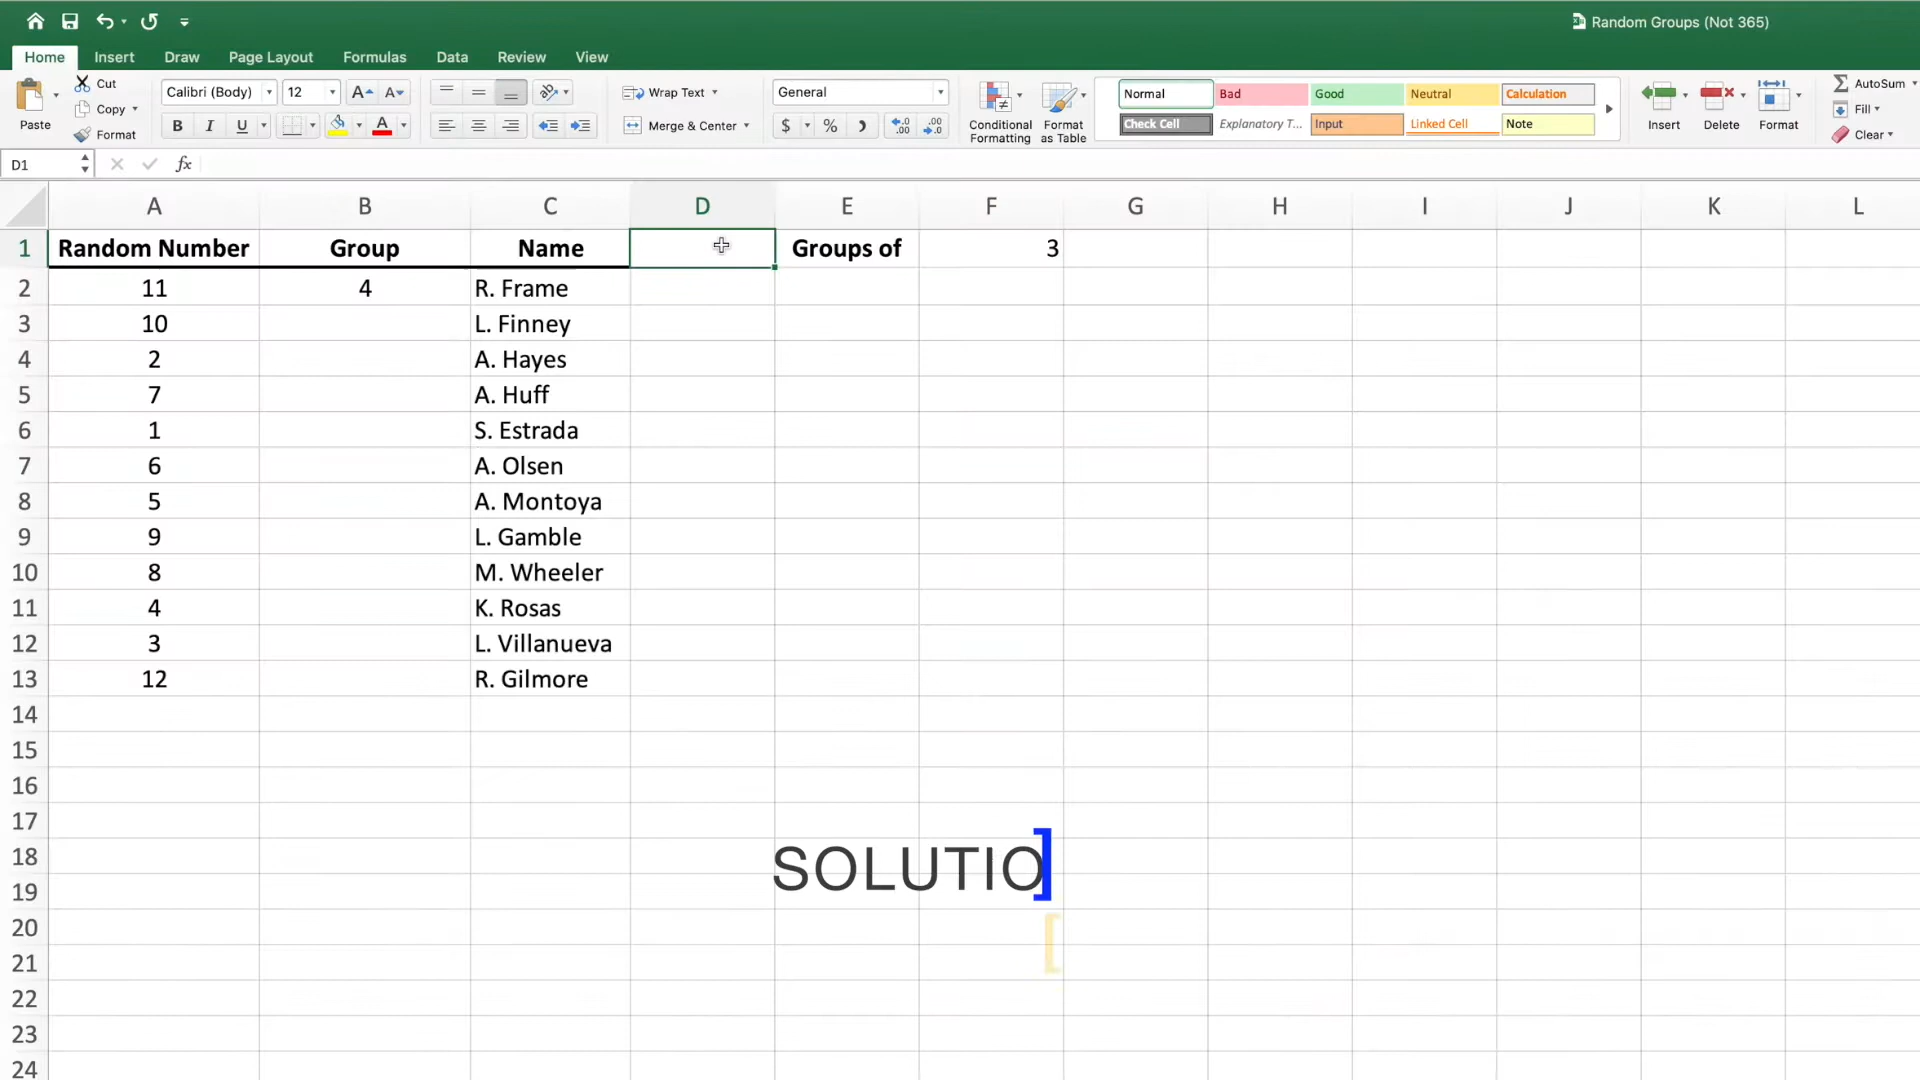 Random Groups (Not 365)
Home Insert Draw Page Layout Formulas Data Review View
Paste Cut Copy Format
Calibri (Body) 12 A A
B I U A
Wrap Text
Merge & Center
General
$ % )
Conditional Formatting
Format as Table
Normal Bad Good Neutral Calculation
Check Cell Explanatory T... Input Linked Cell Note
Insert Delete Format
AutoSum
Fill
Clear
D1 fx
A B C D E F G H I J K L
1 Random Number Group Name Groups of 3
2 11 4 R. Frame
3 10 L. Finney
4 2 A. Hayes
5 7 A. Huff
6 1 S. Estrada
7 6 A. Olsen
8 5 A. Montoya
9 9 L. Gamble
10 8 M. Wheeler
11 4 K. Rosas
12 3 L. Villanueva
13 12 R. Gilmore
14
15
16
17
18
SOLUTIO]
19
20
[
21
22
23
24